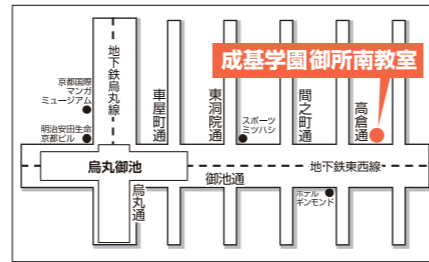 成基学園 御所南教室
地下鉄烏丸線
京都国際
マンガ
ミュージアム
明治安田生命
京都ビル
車屋町通
東洞院通
スポーツ
ミツハシ
間之町通
高倉通
烏丸御池
地下鉄東西線
御池通
烏丸通
ホテル
ギンモンド